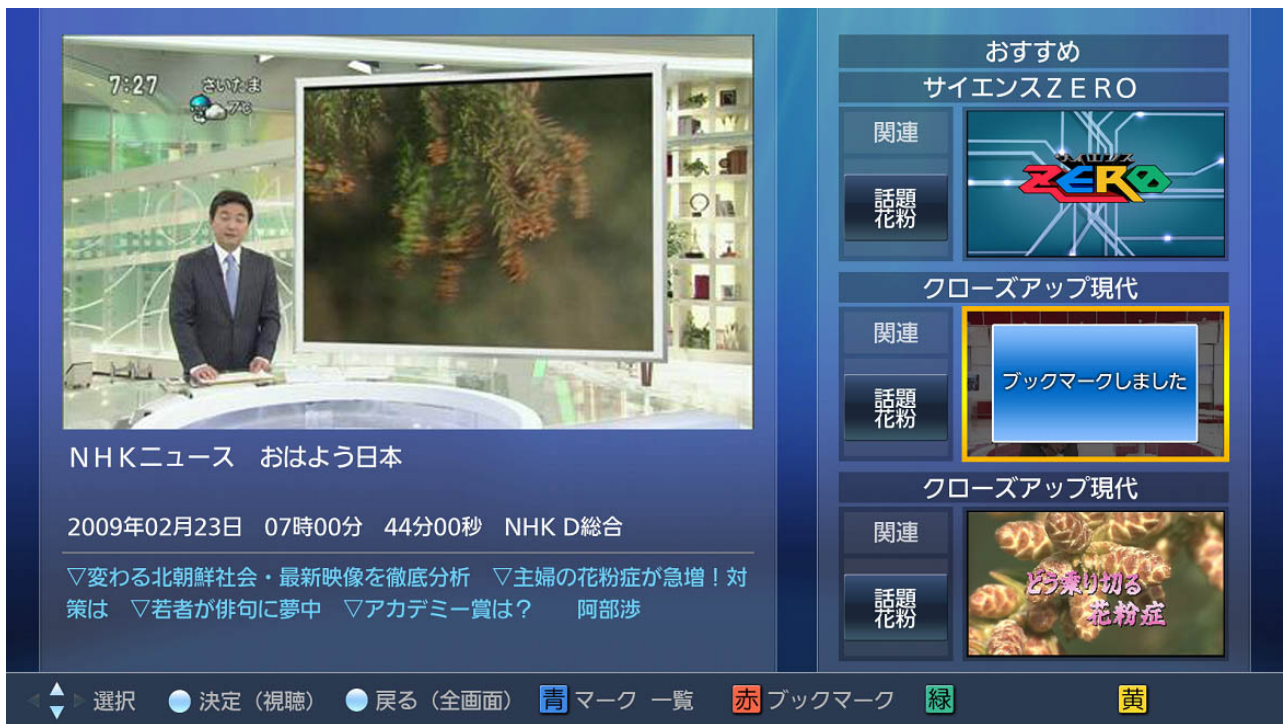 7:27 さいたま
7℃
NHKニュース おはよう日本
2009年02月23日 07時00分 44分00秒 NHK D総合
▽変わる北朝鮮社会・最新映像を徹底分析 ▽主婦の花粉症が急増！対
策は ▽若者が俳句に夢中 ▽アカデミー賞は？ 阿部渉
おすすめ
サイエンスZERO
関連
話題
花粉
サイエンス
ZERO
クローズアップ現代
関連
話題
花粉
ブックマークしました
クローズアップ現代
関連
話題
花粉
どう乗り切る
花粉症
選択 決定（視聴） 戻る（全画面） 青 マーク 一覧 赤 ブックマーク 緑 黄